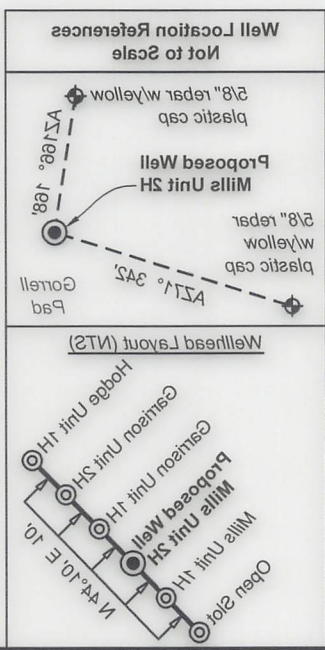 Well Location References
Not to Scale
5/8" rebar w/yellow
plastic cap
AZ166° 168'
Proposed Well
Mills Unit 2H
5/8" rebar
w/yellow
plastic cap
AZ71° 342'
Gorrell
Pad
Wellhead Layout (NTS)
Hodge Unit 1H
Garrison Unit 2H
Garrison Unit 1H
Proposed Well
Mills Unit 2H
Mills Unit 1H
Open Slot
N 44°10' E 10'